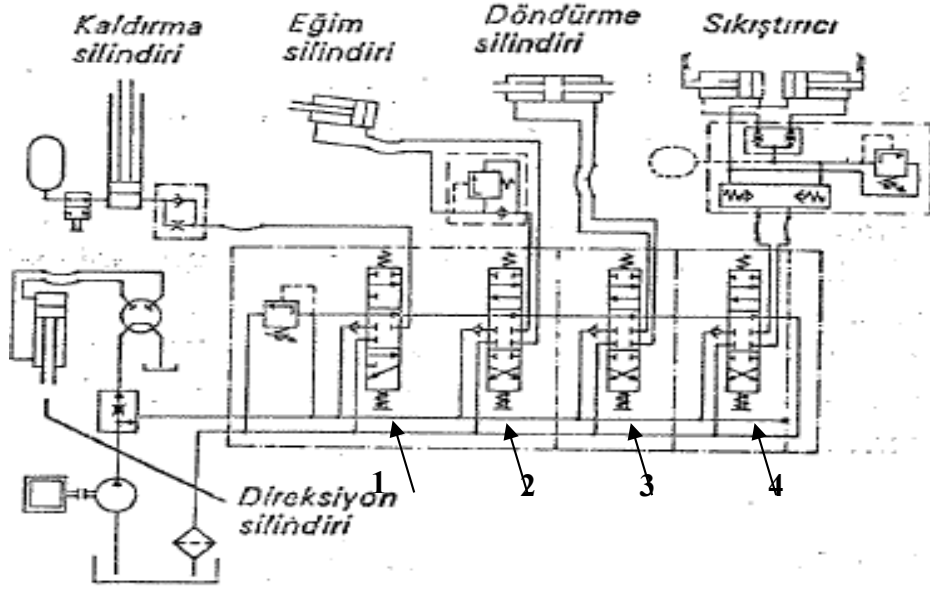 Kaldırma
silindiri
Eğim
silindiri
Döndürme
silindiri
Sıkıştırıcı
1
2
3
4
Direksiyon
silindiri